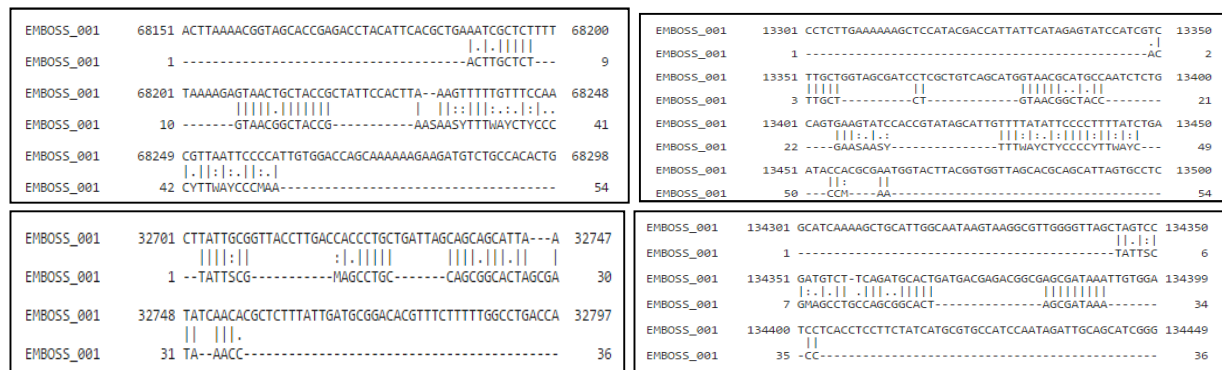 EMBOSS_001 68151 ACTTAAAACGGTAGCACCGAGACCTACATTCACGCTGAAATCGCTCTTTT 68200
|.|.|||||
EMBOSS_001 1 --------------------------------------ACTTGCTCT--- 9
EMBOSS_001 68201 TAAAAGAGTAACTGCTACCGCTATTCCACTTA--AAGTTTTTGTTTCCAA 68248
|||||.||||||| | ||::|||:.:.|:|..
EMBOSS_001 10 -------GTAACGGCTACCG-----------AASAASYTTTWAYCTYCCC 41
EMBOSS_001 68249 CGTTAATTCCCCATTGTGGACCAGCAAAAAAGAAGATGTCTGCCACACTG 68298
|.||:|:.||:.|
EMBOSS_001 42 CYTTWAYCCCMAA------------------------------------- 54
EMBOSS_001 13301 CCTCTTGAAAAAAGCTCCATACGACCATTATTCATAGAGTATCCATCGTC 13350
.|
EMBOSS_001 1 ------------------------------------------------AC 2
EMBOSS_001 13351 TTGCTGGTAGCGATCCTCGCTGTCAGCATGGTAACGCATGCCAATCTCTG 13400
||||| || ||||||..|.||
EMBOSS_001 3 TTGCT----------CT-------------GTAACGGCTACC-------- 21
EMBOSS_001 13401 CAGTGAAGTATCCACCGTATAGCATTGTTTTATATTCCCCTTTTATCTGA 13450
|||:.|.: |||:|.|:||||:||:|:|
EMBOSS_001 22 ----GAASAASY---------------TTTWAYCTYCCCCYTTWAYC--- 49
EMBOSS_001 13451 ATACCACGCGAATGGTACTTACGGTGGTTAGCACGCAGCATTAGTGCCTC 13500
||: ||
EMBOSS_001 50 ---CCM----AA-------------------------------------- 54
EMBOSS_001 32701 CTTATTGCGGTTACCTTGACCACCCTGCTGATTAGCAGCAGCATTA---A 32747
||||:|| :|.||||| ||||.|||.|| |
EMBOSS_001 1 --TATTSCG-----------MAGCCTGC-------CAGCGGCACTAGCGA 30
EMBOSS_001 32748 TATCAACACGCTCTTTATTGATGCGGACACGTTTCTTTTTGGCCTGACCA 32797
|| |||.
EMBOSS_001 31 TA--AACC------------------------------------------ 36
EMBOSS_001 134301 GCATCAAAAGCTGCATTGGCAATAAGTAAGGCGTTGGGGTTAGCTAGTCC 134350
||.|:|
EMBOSS_001 1 --------------------------------------------TATTSC 6
EMBOSS_001 134351 GATGTCT-TCAGATGCACTGATGACGAGACGGCGAGCGATAAATTGTGGA 134399
|:.|.|| .|||..||||| |||||||||
EMBOSS_001 7 GMAGCCTGCCAGCGGCACT---------------AGCGATAAA------- 34
EMBOSS_001 134400 TCCTCACCTCCTTCTATCATGCGTGCCATCCAATAGATTGCAGCATCGGG 134449
||
EMBOSS_001 35 -CC----------------------------------------------- 36